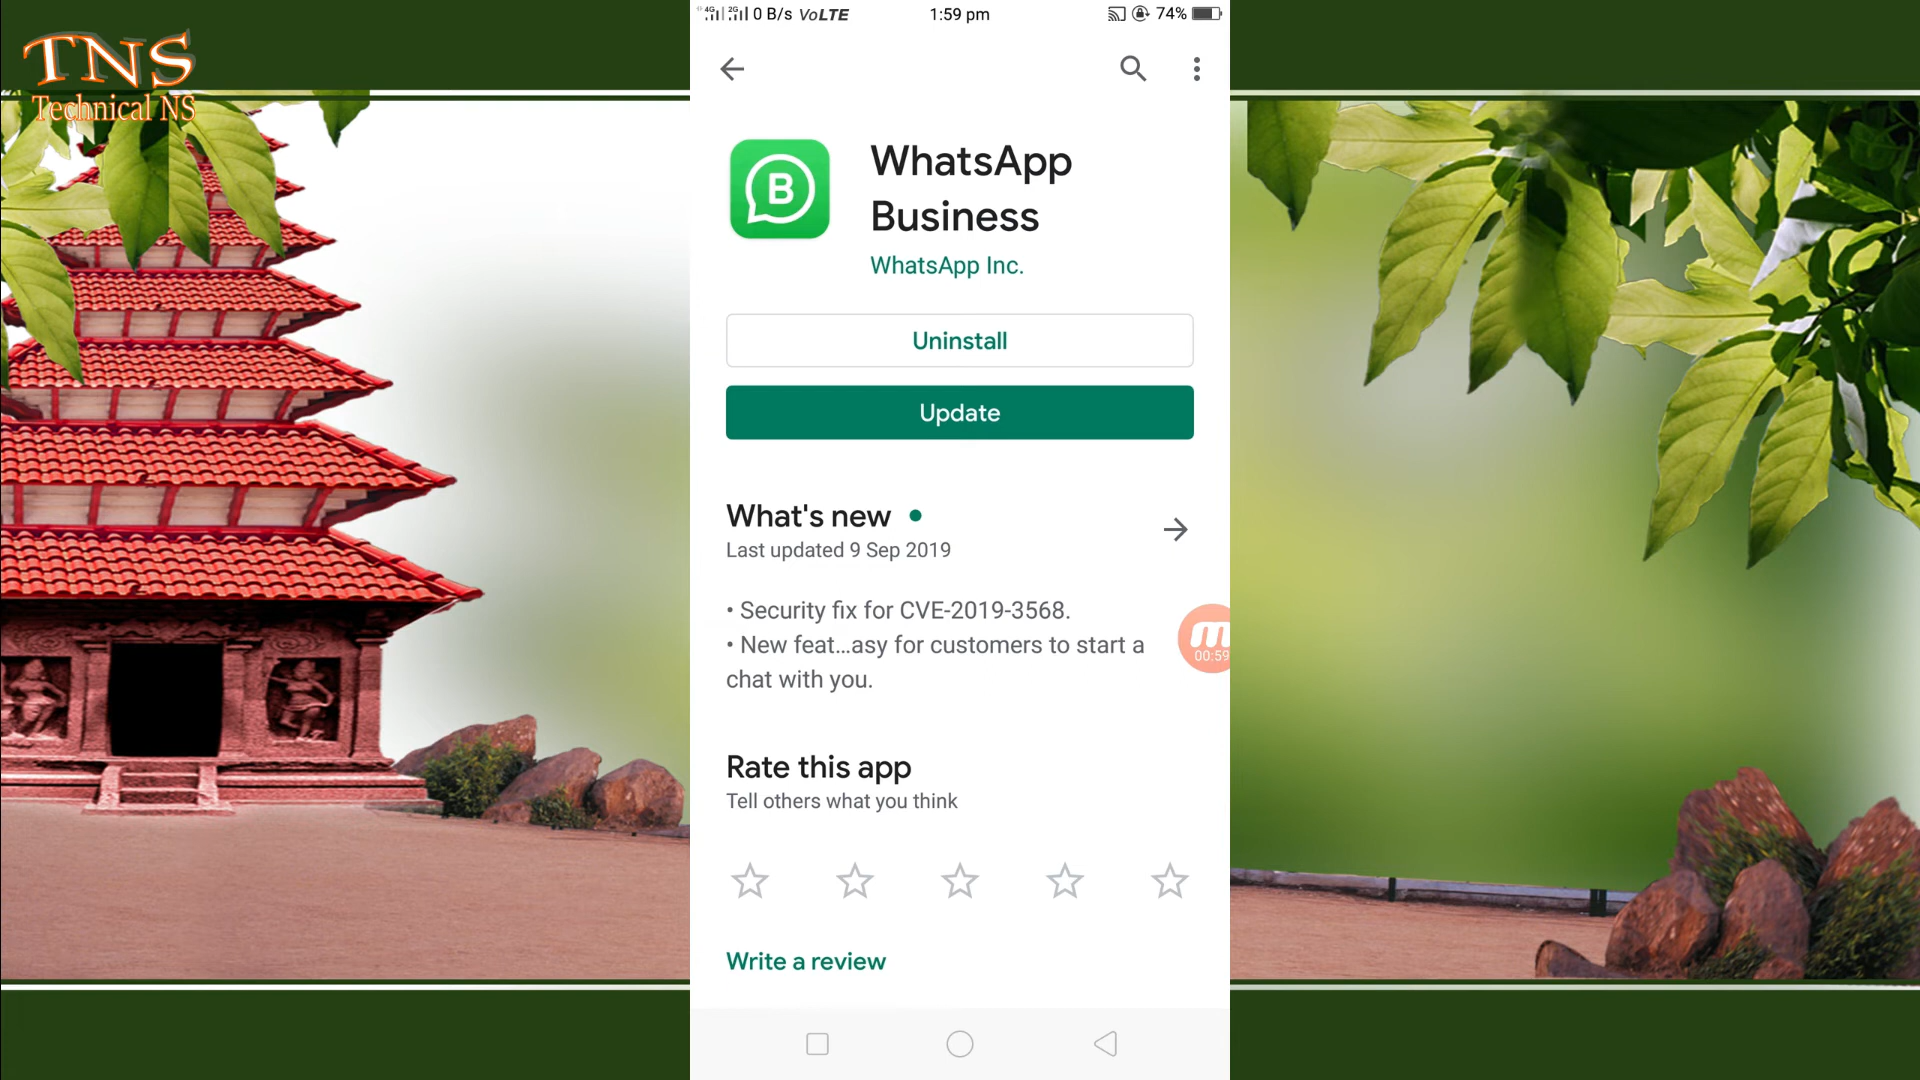 TNS
Technical NS
4G 2G 0 B/s VoLTE 1:59 pm 74%
WhatsApp
Business
WhatsApp Inc.
Uninstall
Update
What's new
Last updated 9 Sep 2019
• Security fix for CVE-2019-3568.
• New feat...asy for customers to start a
chat with you.
00:59
Rate this app
Tell others what you think
Write a review